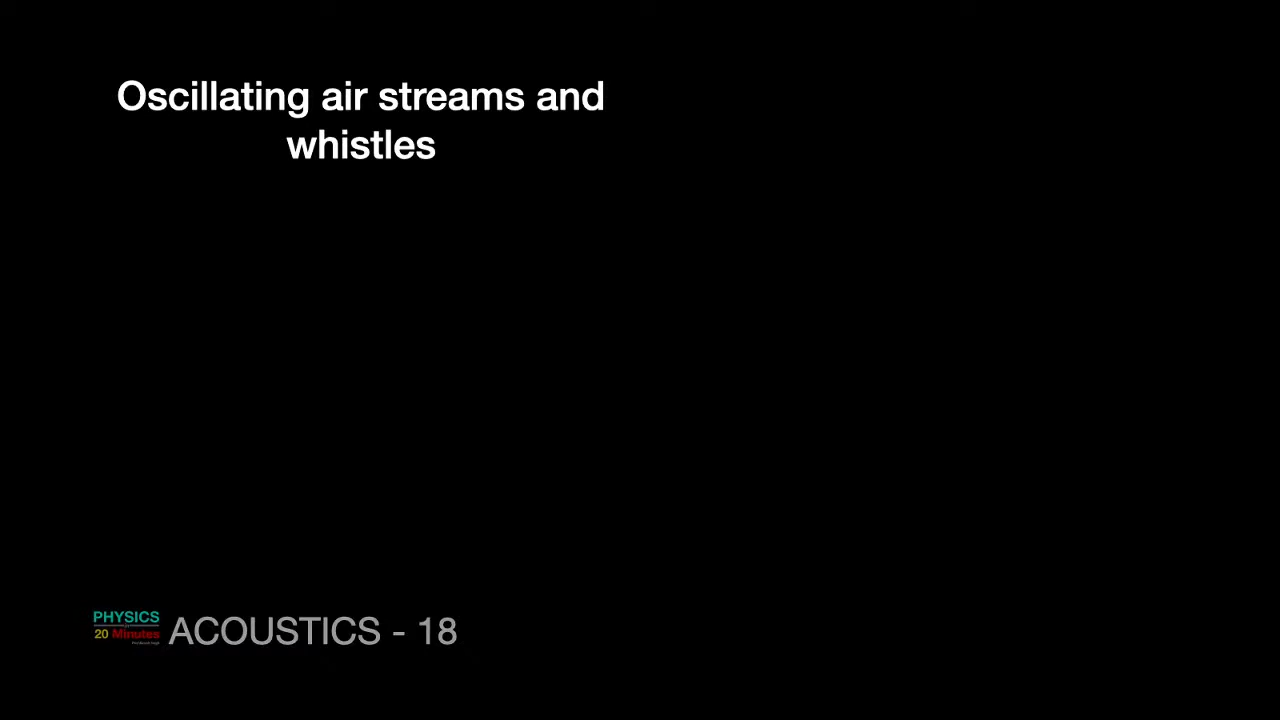 Oscillating air streams and
whistles
PHYSICS
20 Minutes
ACOUSTICS - 18